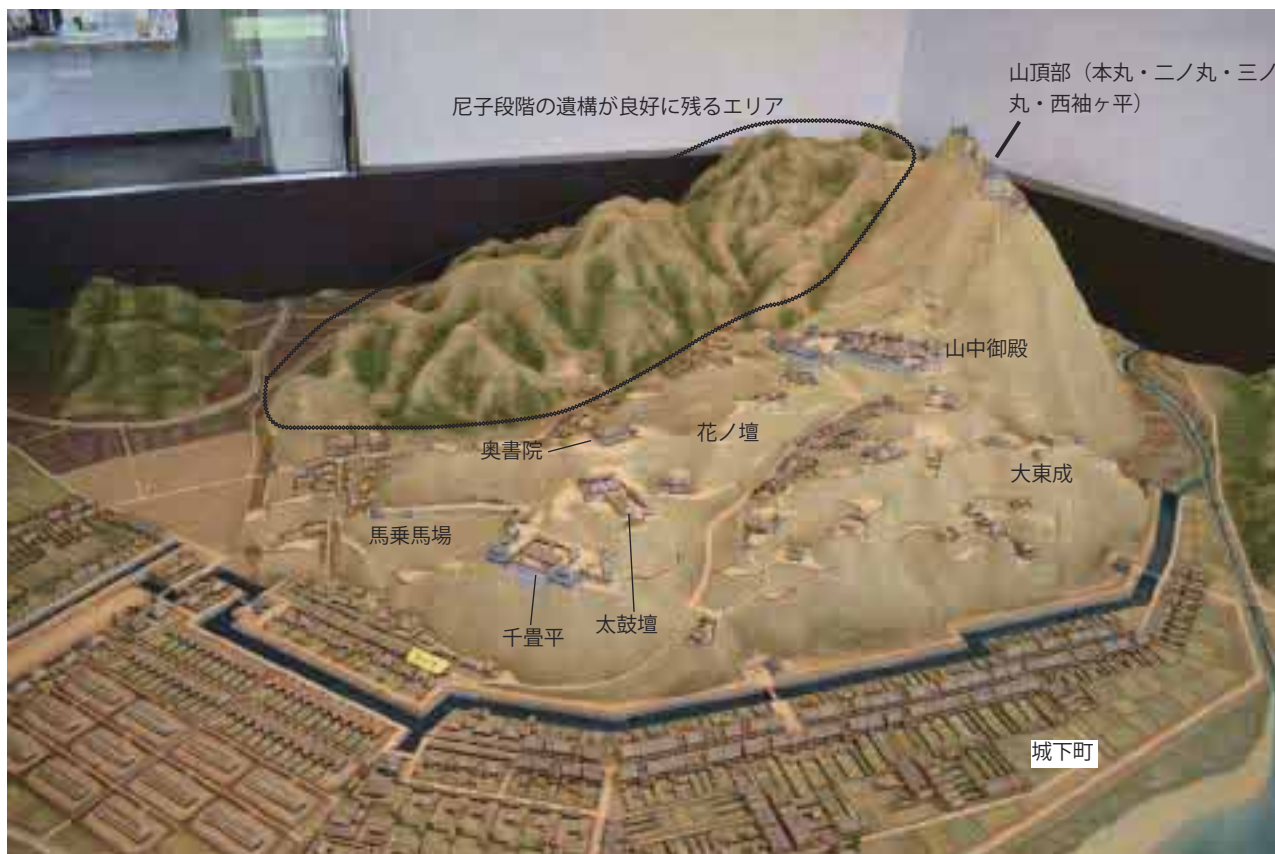 山頂部（本丸・二ノ丸・三ノ
丸・西袖ヶ平）
尼子段階の遺構が良好に残るエリア
山中御殿
花ノ壇
奥書院
大東成
馬乗馬場
太鼓壇
千畳平
城下町